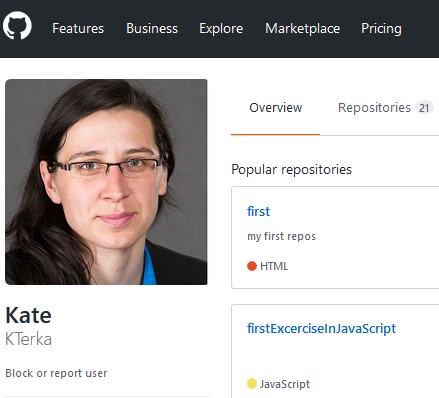 Features Business Explore Marketplace Pricing
Overview Repositories 21
Popular repositories
first
my first repos
HTML
Kate
KTerka
firstExcerciseInJavaScript
Block or report user
JavaScript